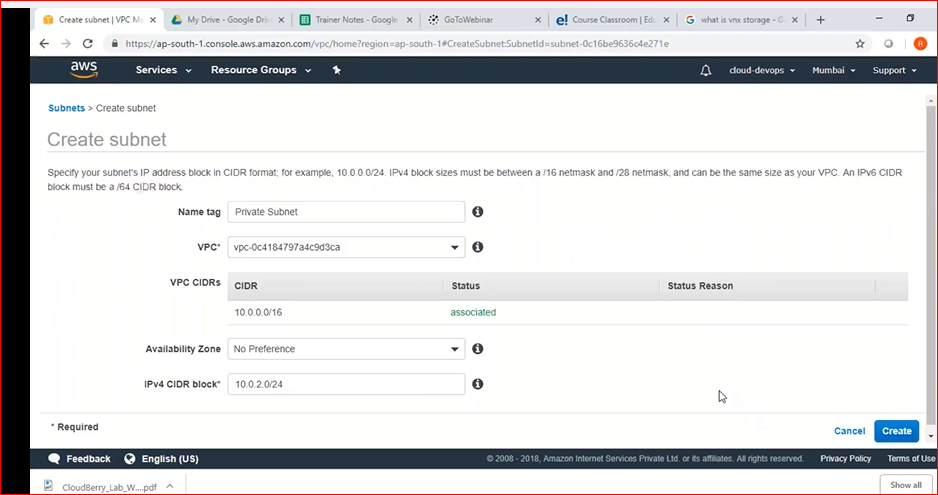 Create subnet | VPC M
My Drive - Google Driv
Trainer Notes - Google
GoToWebinar
e! Course Classroom | Edu
what is vnx storage - G
https://ap-south-1.console.aws.amazon.com/vpc/home?region=ap-south-1#CreateSubnet:SubnetId=subnet-0c16be9636c4e271e
aws Services Resource Groups cloud-devops Mumbai Support
Subnets > Create subnet
Create subnet
Specify your subnet's IP address block in CIDR format; for example, 10.0.0.0/24. IPv4 block sizes must be between a /16 netmask and /28 netmask, and can be the same size as your VPC. An IPv6 CIDR
block must be a /64 CIDR block.
Name tag Private Subnet
VPC* vpc-0c4184797a4c9d3ca
VPC CIDRs CIDR Status Status Reason
10.0.0.0/16 associated
Availability Zone No Preference
IPv4 CIDR block* 10.0.2.0/24
* Required Cancel Create
Feedback English (US) © 2008 - 2018, Amazon Internet Services Private Ltd. or its affiliates. All rights reserved. Privacy Policy Terms of Use
CloudBerry_Lab_W....pdf Show all